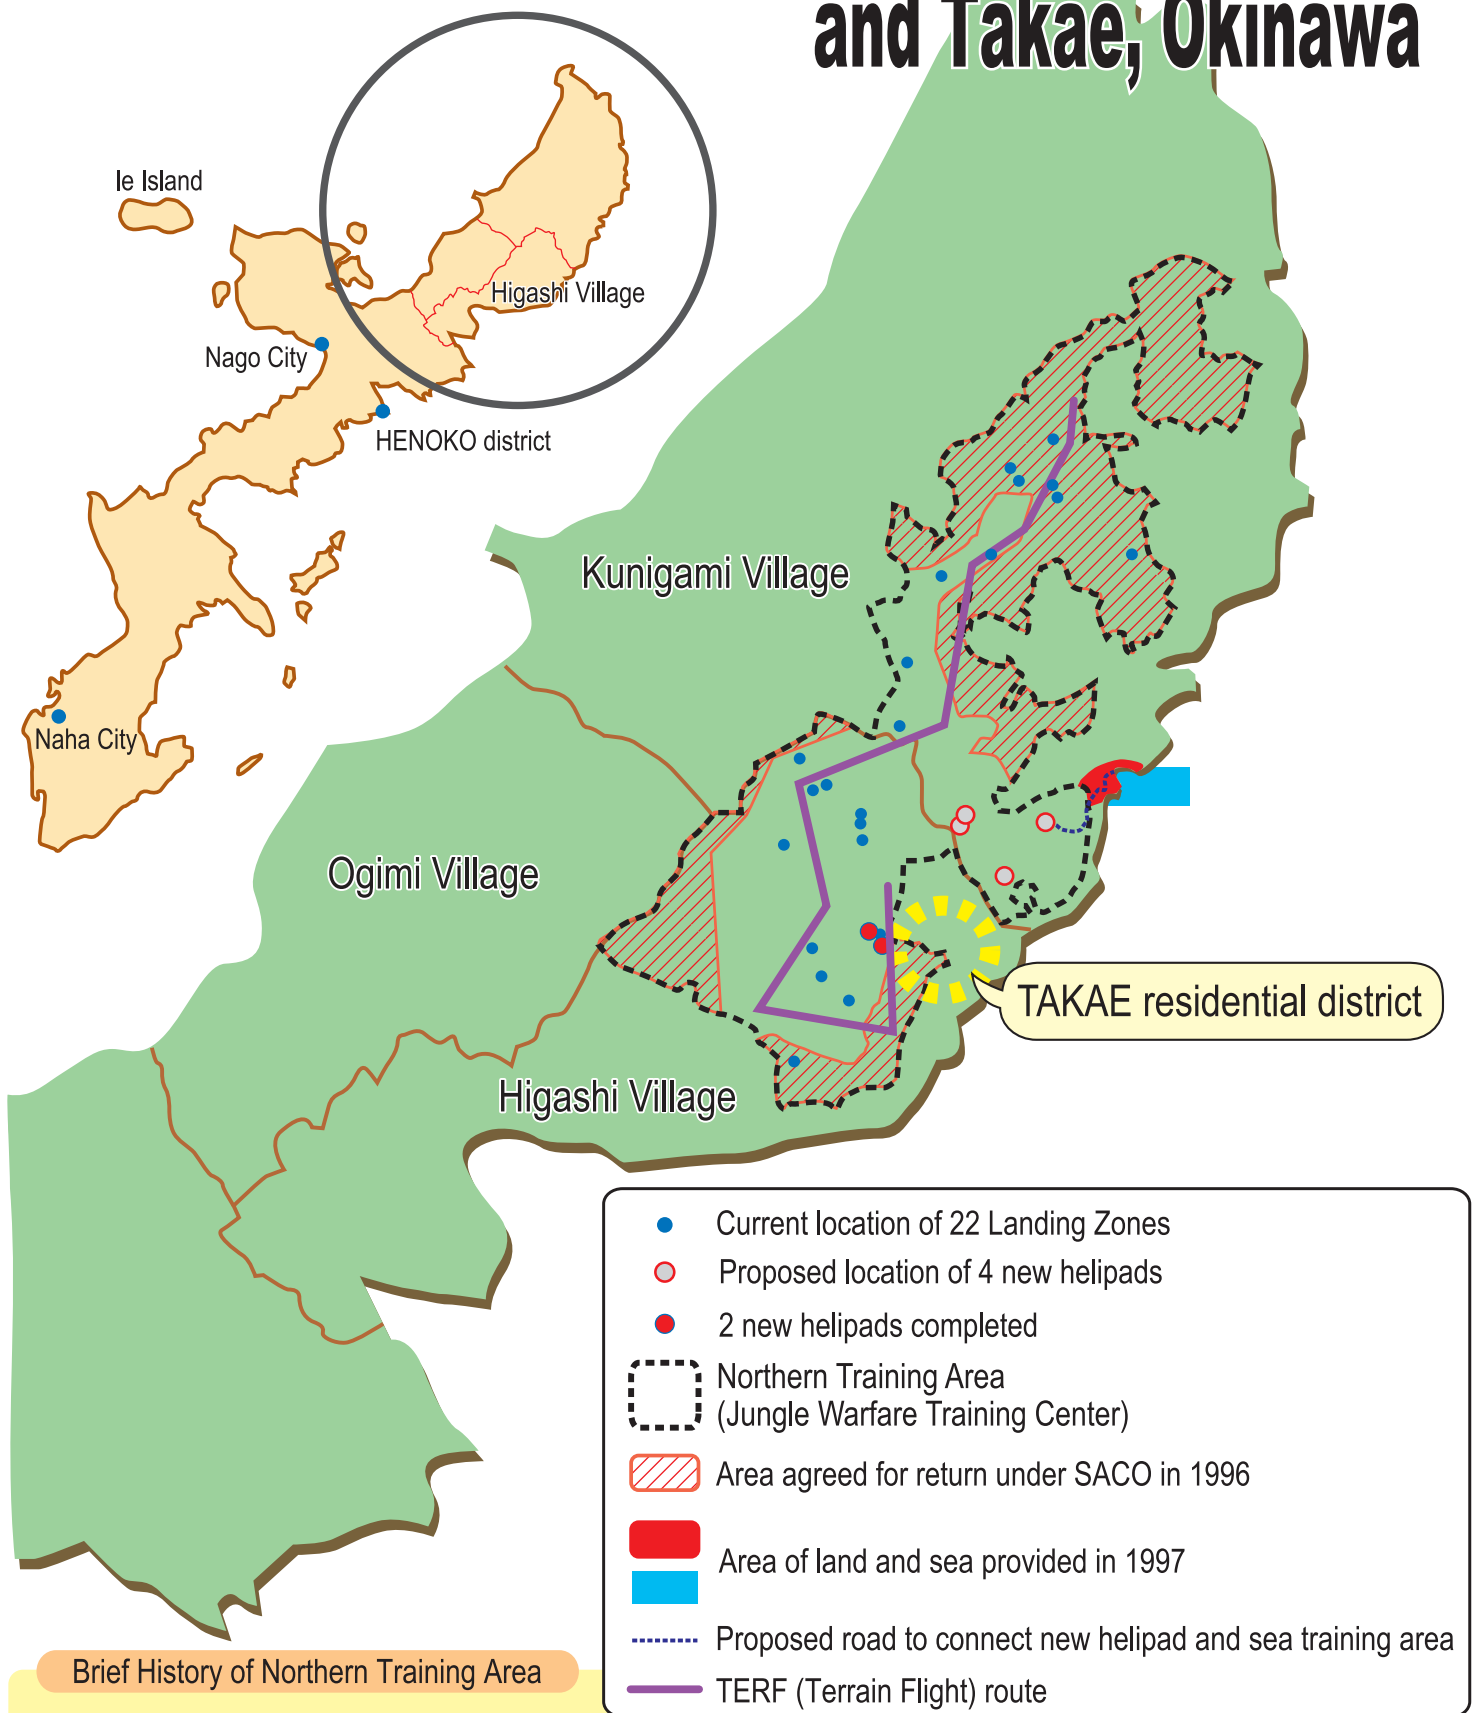 and Takae, Okinawa
Ie Island
Higashi Village
Nago City
HENOKO district
Naha City
Kunigami Village
Ogimi Village
TAKAE residential district
Higashi Village
Current location of 22 Landing Zones
Proposed location of 4 new helipads
2 new helipads completed
Northern Training Area
(Jungle Warfare Training Center)
Area agreed for return under SACO in 1996
Area of land and sea provided in 1997
Proposed road to connect new helipad and sea training area
TERF (Terrain Flight) route
Brief History of Northern Training Area